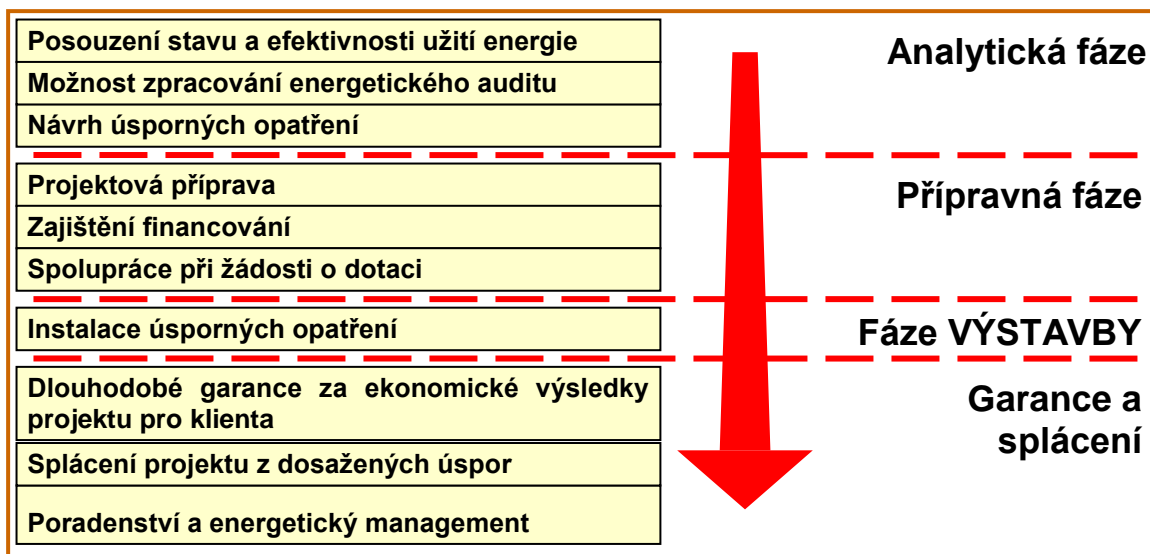 Posouzení stavu a efektivnosti užití energie
Analytická fáze
Možnost zpracování energetického auditu
Návrh úsporných opatření
Projektová příprava
Přípravná fáze
Zajištění financování
Spolupráce při žádosti o dotaci
Instalace úsporných opatření
Fáze VÝSTAVBY
Dlouhodobé garance za ekonomické výsledky
projektu pro klienta
Garance a
splácení
Splácení projektu z dosažených úspor
Poradenství a energetický management